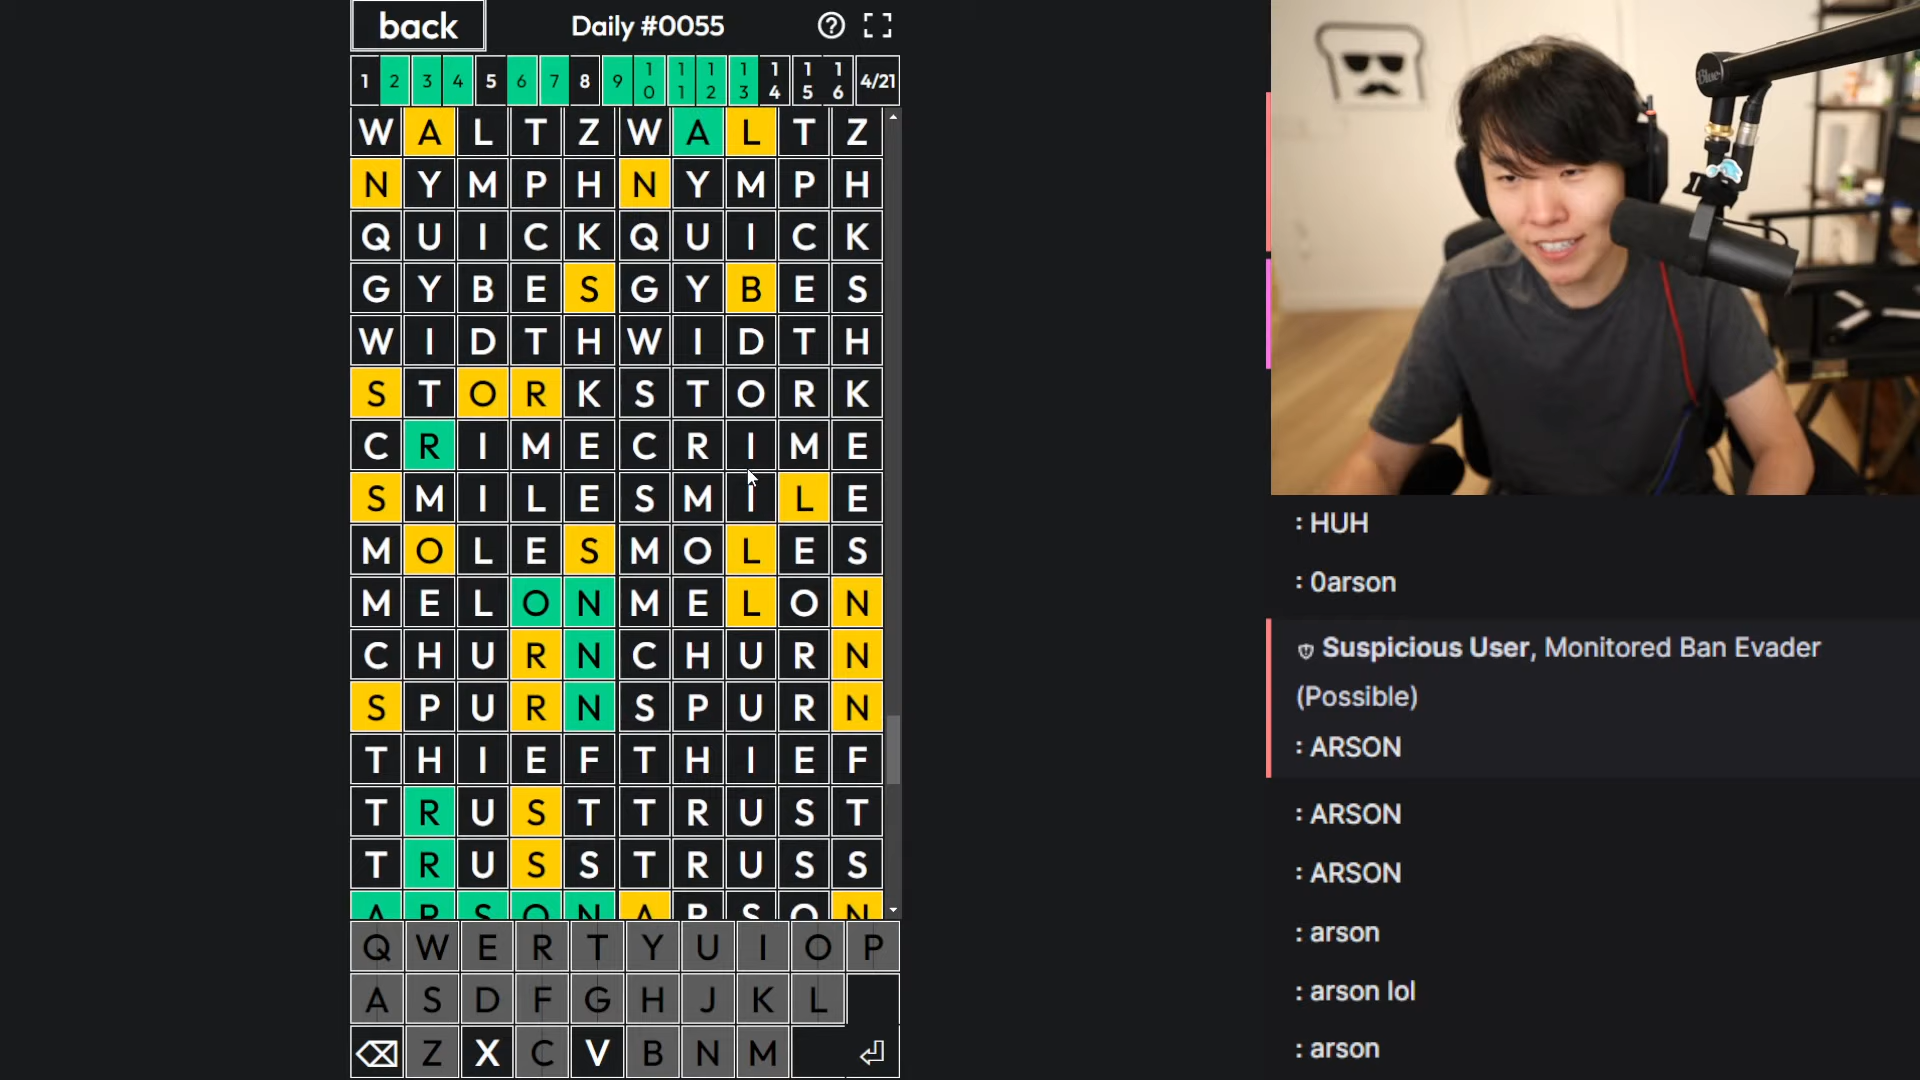 back
Daily #0055
?
1 2 3 4 5 6 7 8 9 10 11 12 13 14 15 16 4/21
W A L T Z W A L T Z
N Y M P H N Y M P H
Q U I C K Q U I C K
G Y B E S G Y B E S
W I D T H W I D T H
S T O R K S T O R K
C R I M E C R I M E
S M I L E S M I L E
M O L E S M O L E S
M E L O N M E L O N
C H U R N C H U R N
S P U R N S P U R N
T H I E F T H I E F
T R U S T T R U S T
T R U S S T R U S S
A R S O N A R S O N
Q W E R T Y U I O P
A S D F G H J K L
Z X C V B N M
Blue
: HUH
: 0arson
Suspicious User, Monitored Ban Evader
(Possible)
: ARSON
: ARSON
: ARSON
: arson
: arson lol
: arson